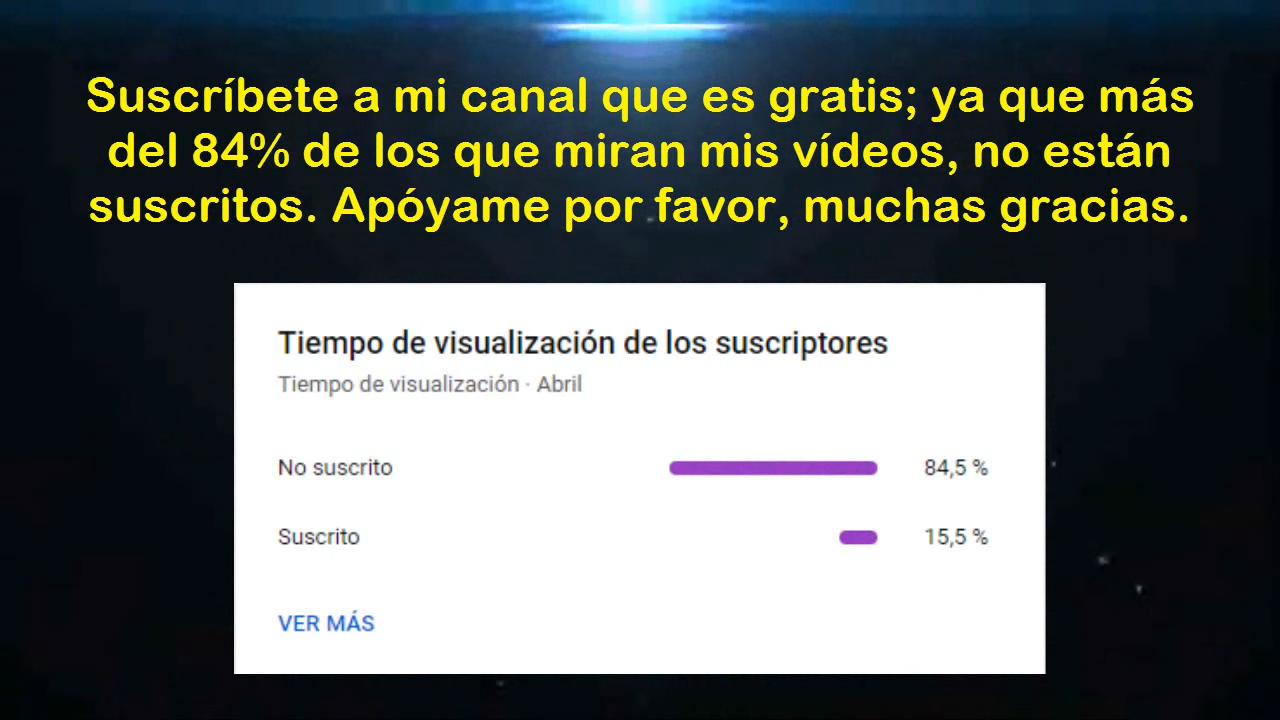 Suscríbete a mi canal que es gratis; ya que más
del 84% de los que miran mis vídeos, no están
suscritos. Apóyame por favor, muchas gracias.
Tiempo de visualización de los suscriptores
Tiempo de visualización · Abril
No suscrito 84,5 %
Suscrito 15,5 %
VER MÁS